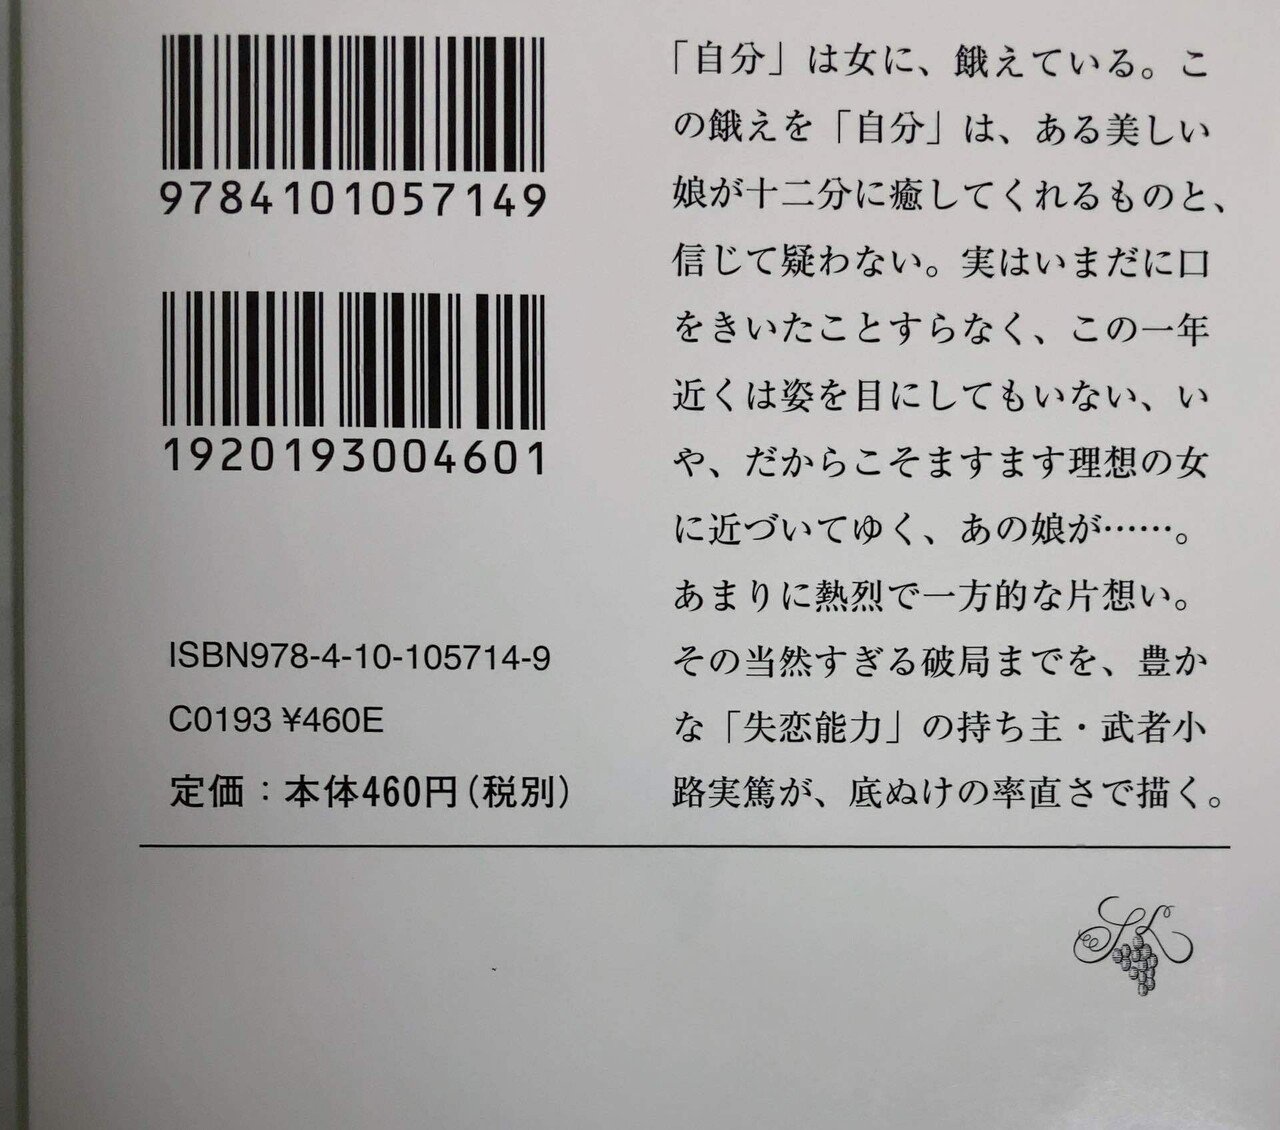 9784101057149
1920193004601
ISBN978-4-10-105714-9
C0193 ¥460E
定価：本体460円（税別）
「自分」は女に、餓えている。こ
の餓えを「自分」は、ある美しい
娘が十二分に癒してくれるものと、
信じて疑わない。実はいまだに口
をきいたことすらなく、この一年
近くは姿を目にしてもいない、い
や、だからこそますます理想の女
に近づいてゆく、あの娘が……。
あまりに熱烈で一方的な片想い。
その当然すぎる破局までを、豊か
な「失恋能力」の持ち主・武者小
路実篤が、底ぬけの率直さで描く。
SK